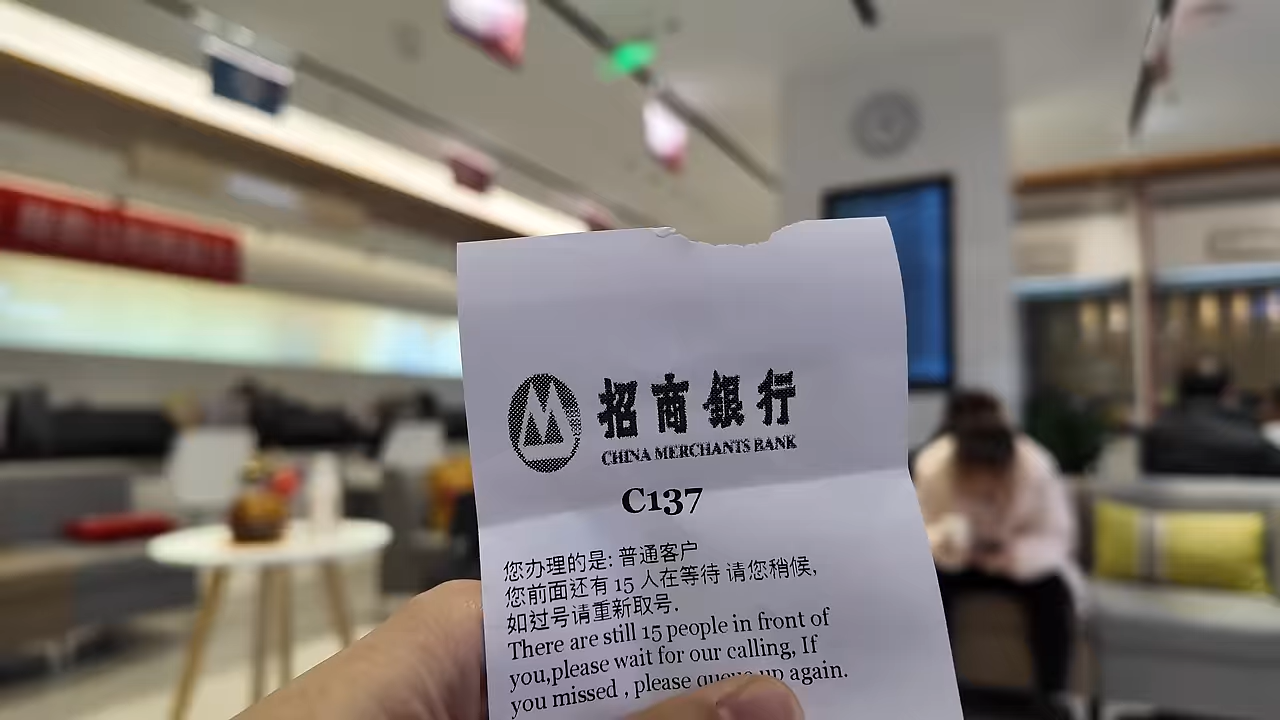 招商银行
CHINA MERCHANTS BANK
C137
您办理的是: 普通客户
您前面还有 15 人在等待 请您稍候,
如过号请重新取号.
There are still 15 people in front of
you,please wait for our calling, If
you missed , please queue up again.